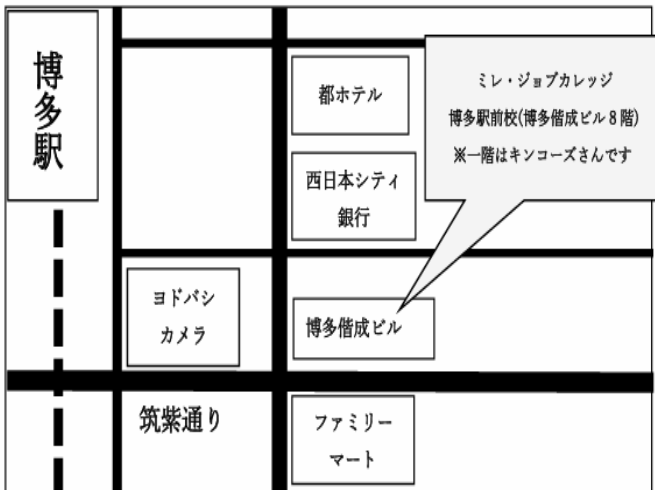 博多駅
都ホテル
西日本シティ
銀行
ミレ・ジョブカレッジ
博多駅前校(博多偕成ビル８階)
※一階はキンコーズさんです
ヨドバシ
カメラ
博多偕成ビル
筑紫通り
ファミリー
マート